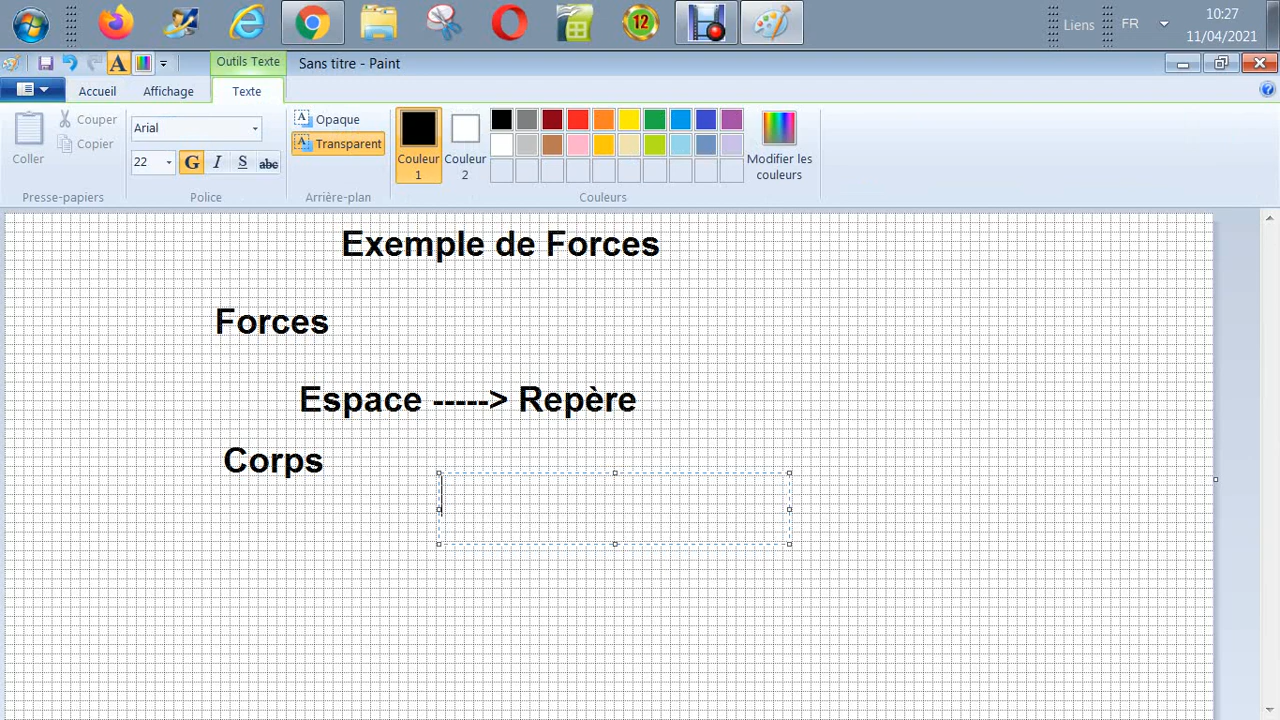 Liens
FR
10:27
11/04/2021
12
Outils Texte
Sans titre - Paint
Accueil
Affichage
Texte
Coller
Couper
Copier
Presse-papiers
Arial
22
G I S abc
Police
Opaque
Transparent
Arrière-plan
Couleur 1
Couleur 2
Modifier les couleurs
Couleurs
Exemple de Forces
Forces
Espace -----> Repère
Corps